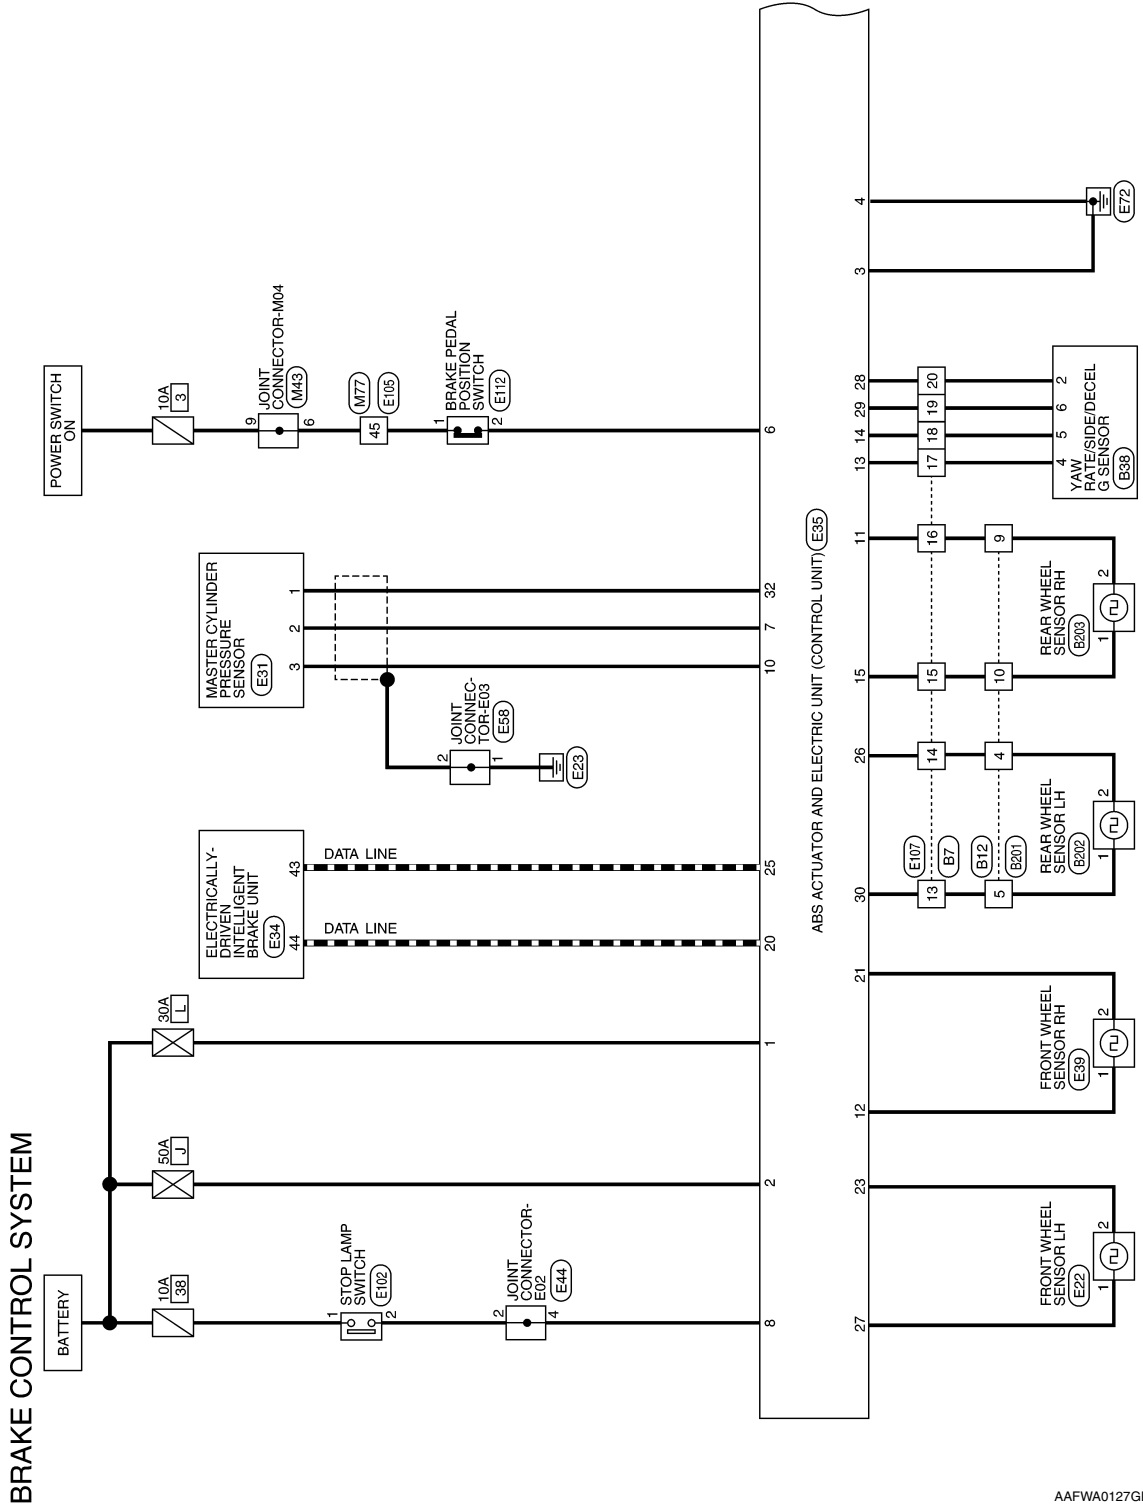 BRAKE CONTROL SYSTEM
BATTERY
10A
38
50A
J
30A
L
STOP LAMP
SWITCH
E102
1
2
JOINT
CONNECTOR-
E02
E44
2
4
ELECTRICALLY-
DRIVEN
INTELLIGENT
BRAKE UNIT
E34
44
43
DATA LINE
DATA LINE
MASTER CYLINDER
PRESSURE
SENSOR
E31
3
2
1
JOINT
CONNEC-
TOR-E03
E58
2
1
E23
POWER SWITCH
ON
10A
3
JOINT
CONNECTOR-M04
M43
9
6
45
M77
E105
BRAKE PEDAL
POSITION
SWITCH
E112
1
2
8
2
1
20
25
10
7
32
6
ABS ACTUATOR AND ELECTRIC UNIT (CONTROL UNIT)
E35
27
23
12
21
30
26
15
11
13
14
29
28
3
4
E107
B7
13
14
15
16
17
18
19
20
B12
B201
5
4
10
9
FRONT WHEEL
SENSOR LH
E22
1
2
FRONT WHEEL
SENSOR RH
E39
1
2
REAR WHEEL
SENSOR LH
B202
1
2
REAR WHEEL
SENSOR RH
B203
1
2
4
5
6
2
YAW
RATE/SIDE/DECEL
G SENSOR
B38
E72